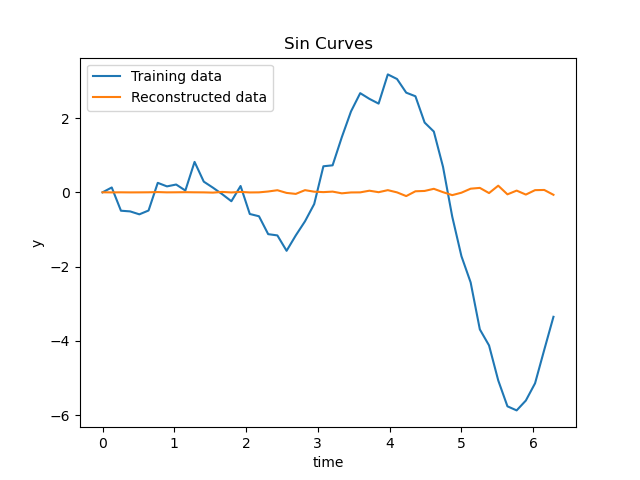 Sin Curves
Training data
Reconstructed data
y
2
0
−2
−4
−6
0 1 2 3 4 5 6
time